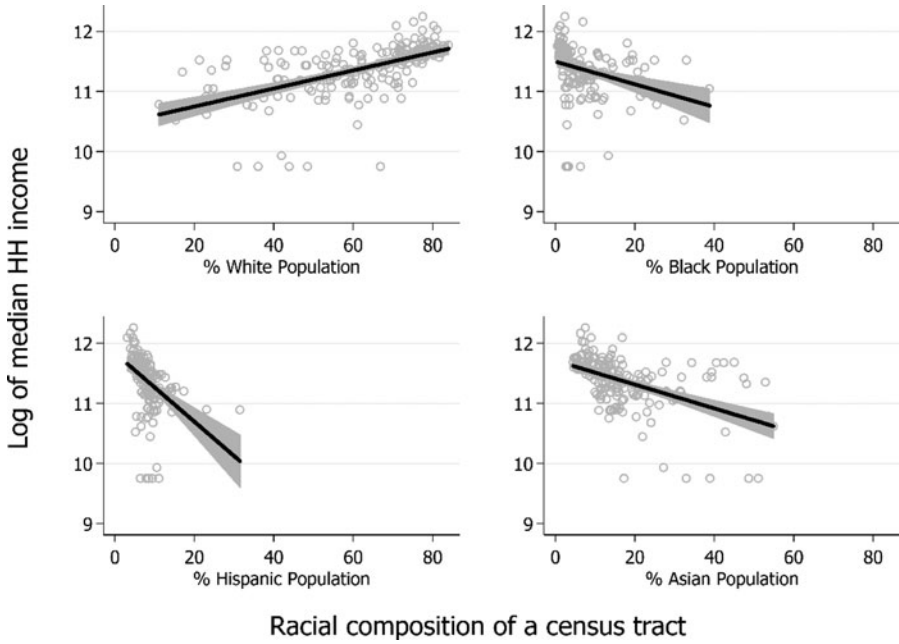 Log of median HH income
12
11
10
9
0 20 40 60 80
% White Population
12
11
10
9
0 20 40 60 80
% Black Population
12
11
10
9
0 20 40 60 80
% Hispanic Population
12
11
10
9
0 20 40 60 80
% Asian Population
Racial composition of a census tract